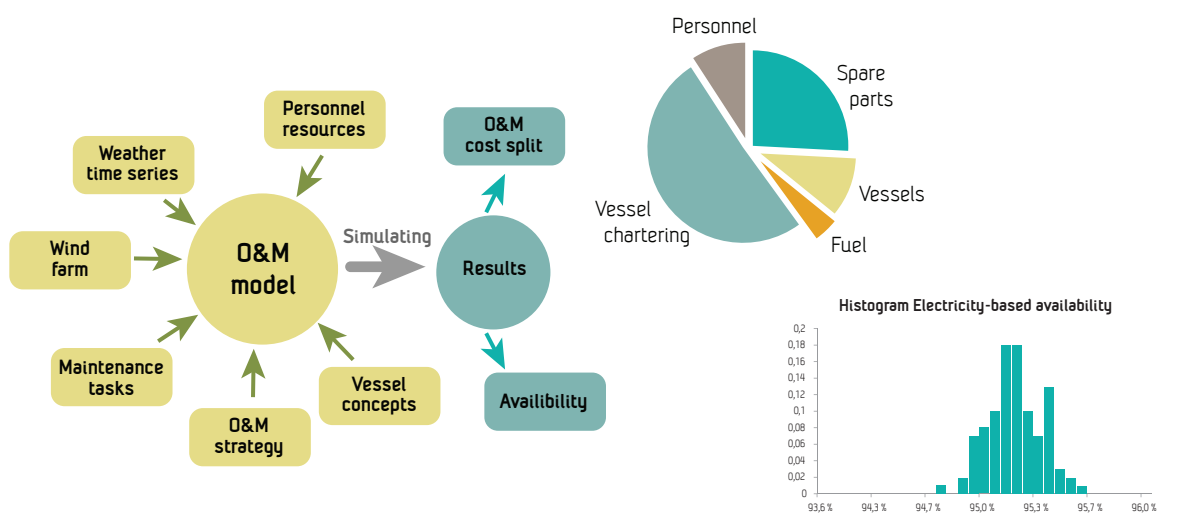 Personnel
resources
Weather
time series
Wind
farm
Maintenance
tasks
O&M
strategy
Vessel
concepts
O&M
model
Simulating
Results
O&M
cost split
Availibility
Personnel
Spare
parts
Vessels
Fuel
Vessel
chartering
Histogram Electricity-based availability
0,2
0,18
0,16
0,14
0,12
0,1
0,08
0,06
0,04
0,02
0
93,6 % 94,3 % 94,7 % 95,0 % 95,3 % 95,7 % 96,0 %